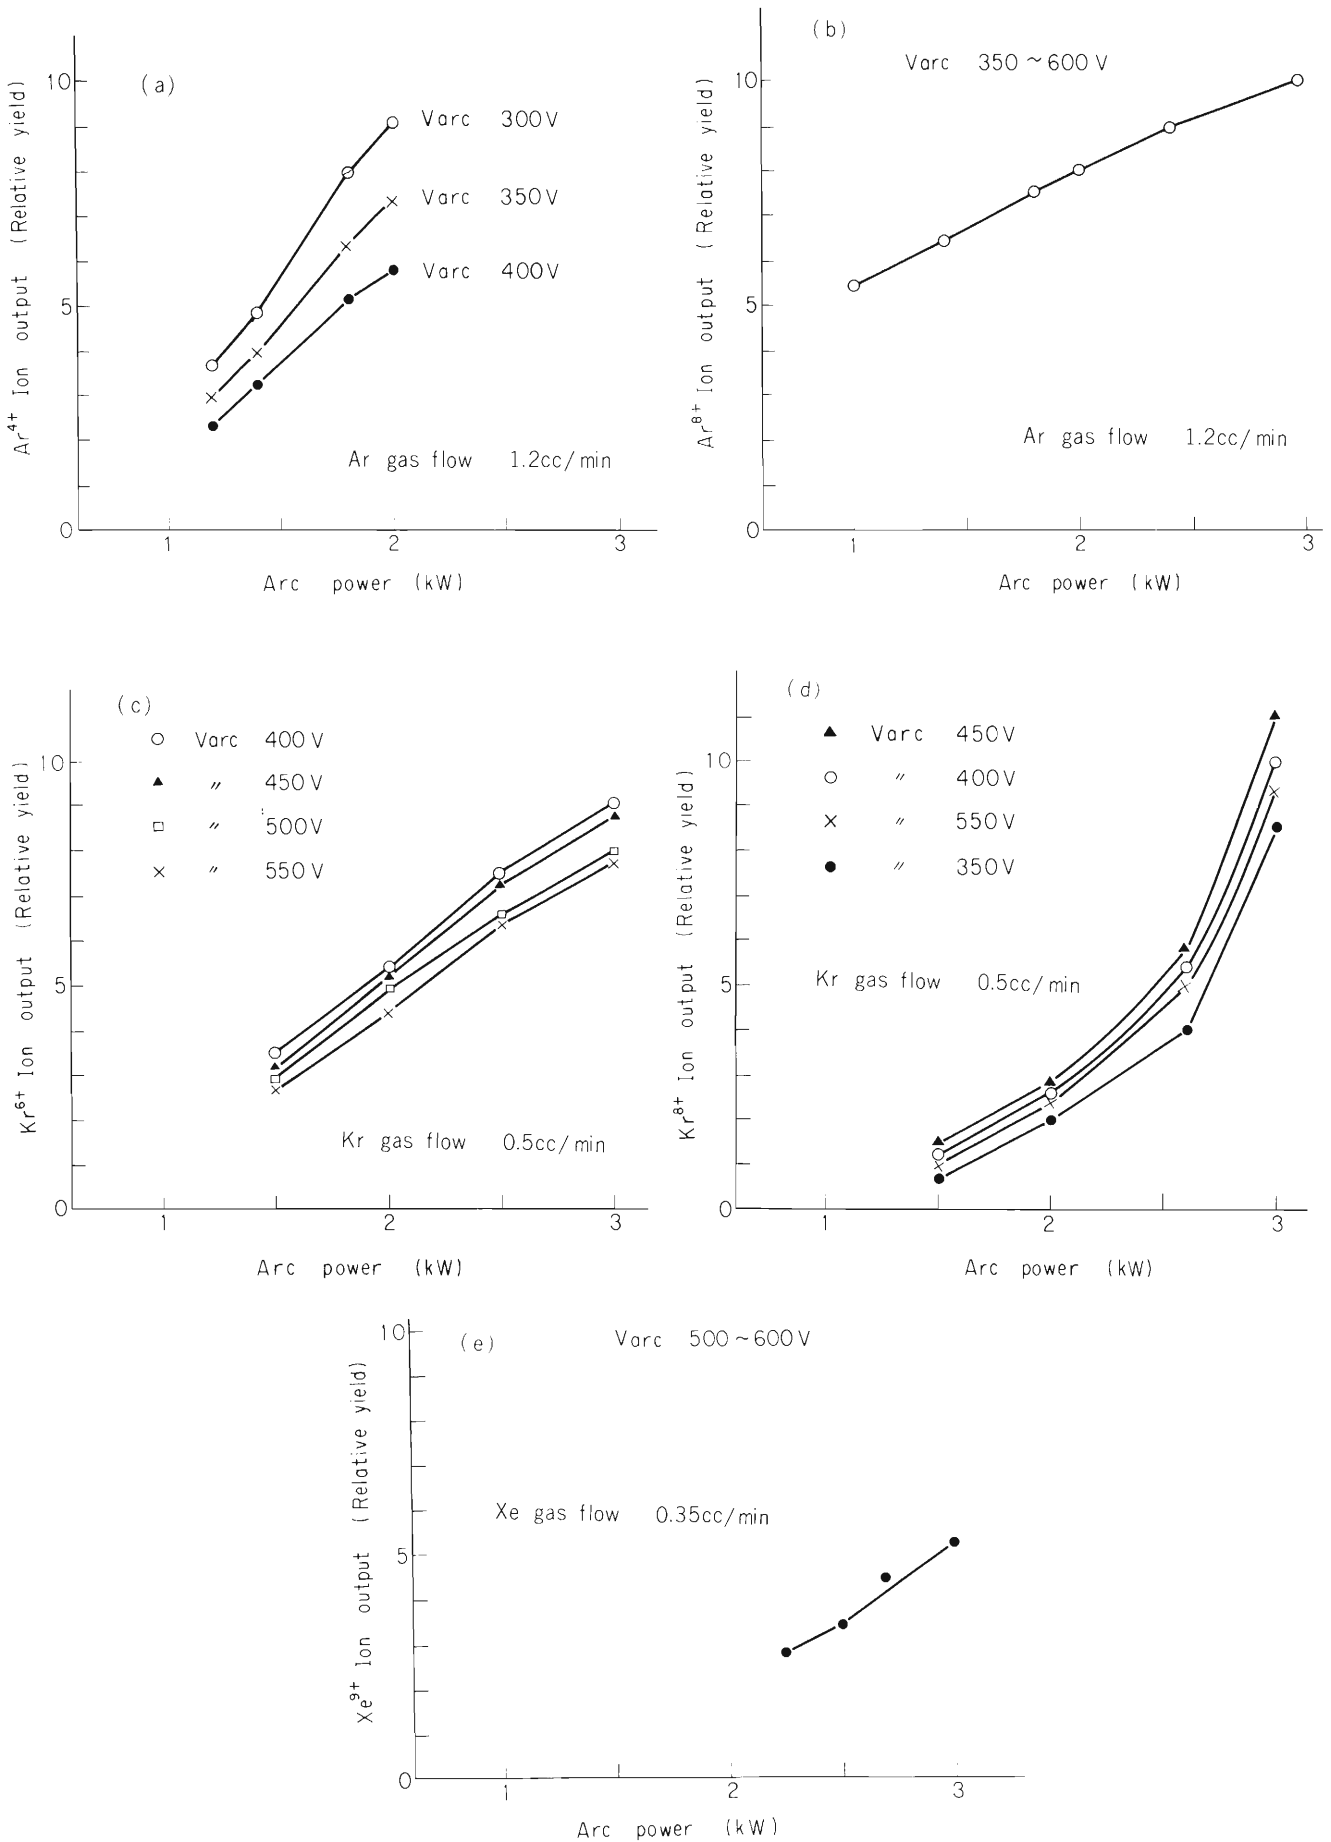 (a)
Ar4+ Ion output (Relative yield)
10
5
0
Varc 300V
Varc 350V
Varc 400V
Ar gas flow 1.2cc/min
1 2 3
Arc power (kW)
(b)
Varc 350~600V
Ar8+ Ion output (Relative yield)
10
5
0
Ar gas flow 1.2cc/min
1 2 3
Arc power (kW)
(c)
Varc 400V
〃 450V
〃 500V
〃 550V
Kr6+ Ion output (Relative yield)
10
5
0
Kr gas flow 0.5cc/min
1 2 3
Arc power (kW)
(d)
Varc 450V
〃 400V
〃 550V
〃 350V
Kr8+ Ion output (Relative yield)
10
5
0
Kr gas flow 0.5cc/min
1 2 3
Arc power (kW)
(e)
Varc 500~600V
Xe9+ Ion output (Relative yield)
10
5
0
Xe gas flow 0.35cc/min
1 2 3
Arc power (kW)